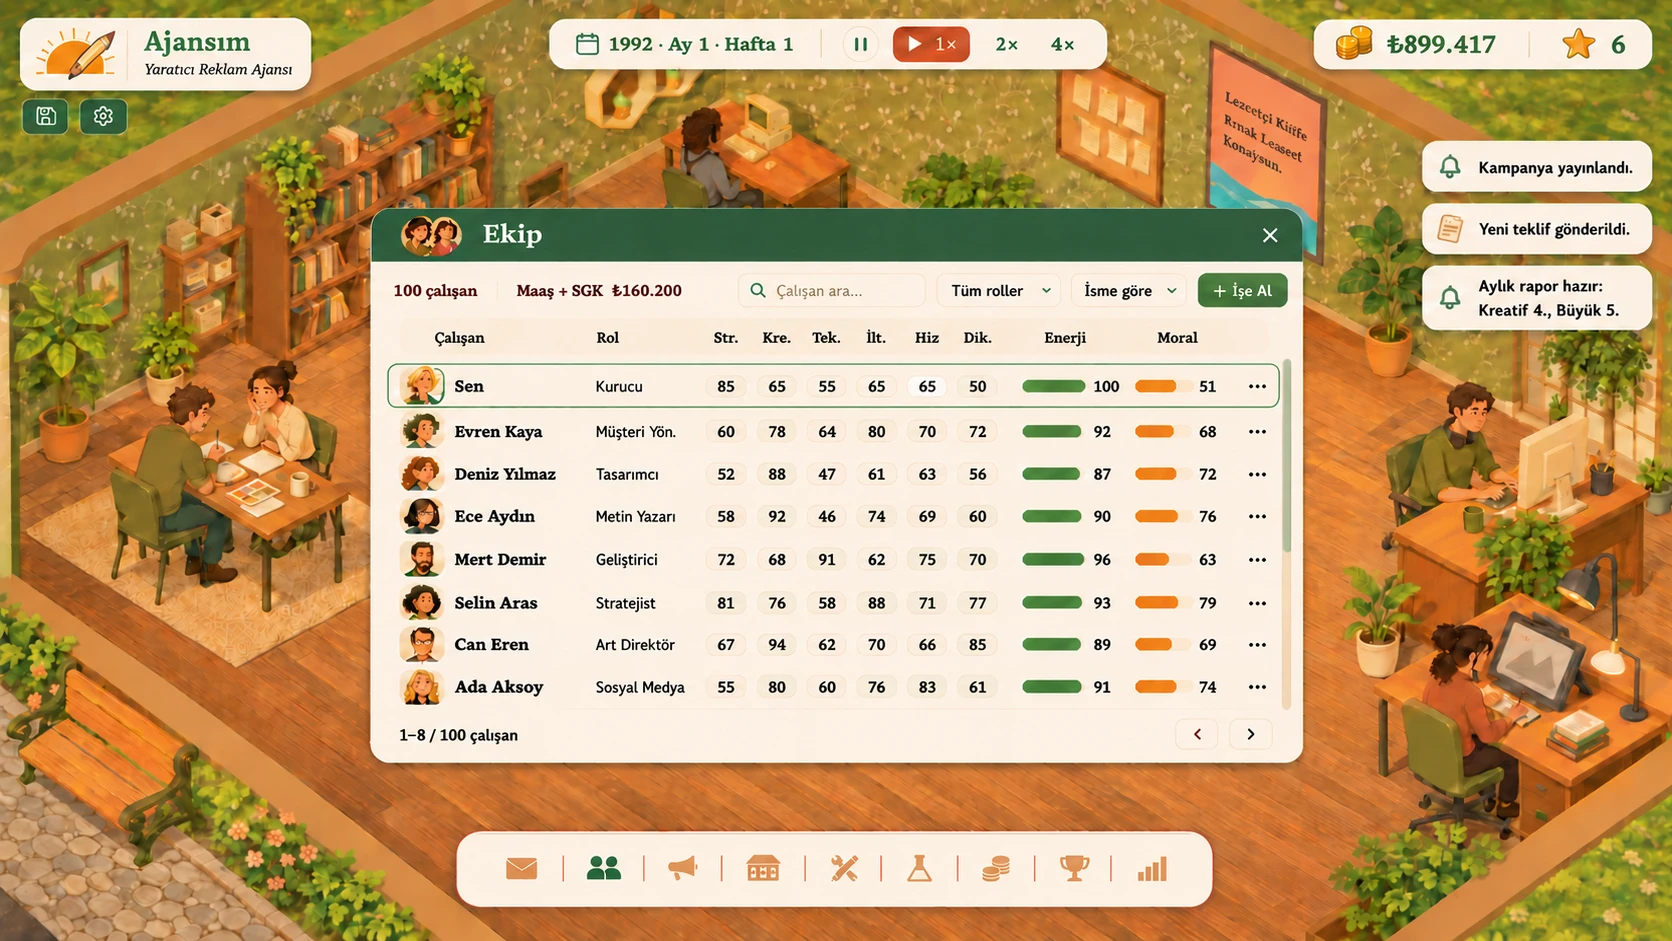 Ajansım
Yaratıcı Reklam Ajansı
1992 · Ay 1 · Hafta 1
1×
2×
4×
₺899.417
6
Lezcetçi Kiiffe
Rrnak Leaseet
Konaysun.
Kampanya yayınlandı.
Yeni teklif gönderildi.
Aylık rapor hazır:
Kreatif 4., Büyük 5.
Ekip
100 çalışan
Maaş + SGK ₺160.200
Çalışan ara...
Tüm roller
İsme göre
+ İşe Al
Çalışan Rol Str. Kre. Tek. İlt. Hiz Dik. Enerji Moral
Sen Kurucu 85 65 55 65 65 50 100 51
Evren Kaya Müşteri Yön. 60 78 64 80 70 72 92 68
Deniz Yılmaz Tasarımcı 52 88 47 61 63 56 87 72
Ece Aydın Metin Yazarı 58 92 46 74 69 60 90 76
Mert Demir Geliştirici 72 68 91 62 75 70 96 63
Selin Aras Stratejist 81 76 58 88 71 77 93 79
Can Eren Art Direktör 67 94 62 70 66 85 89 69
Ada Aksoy Sosyal Medya 55 80 60 76 83 61 91 74
1–8 / 100 çalışan